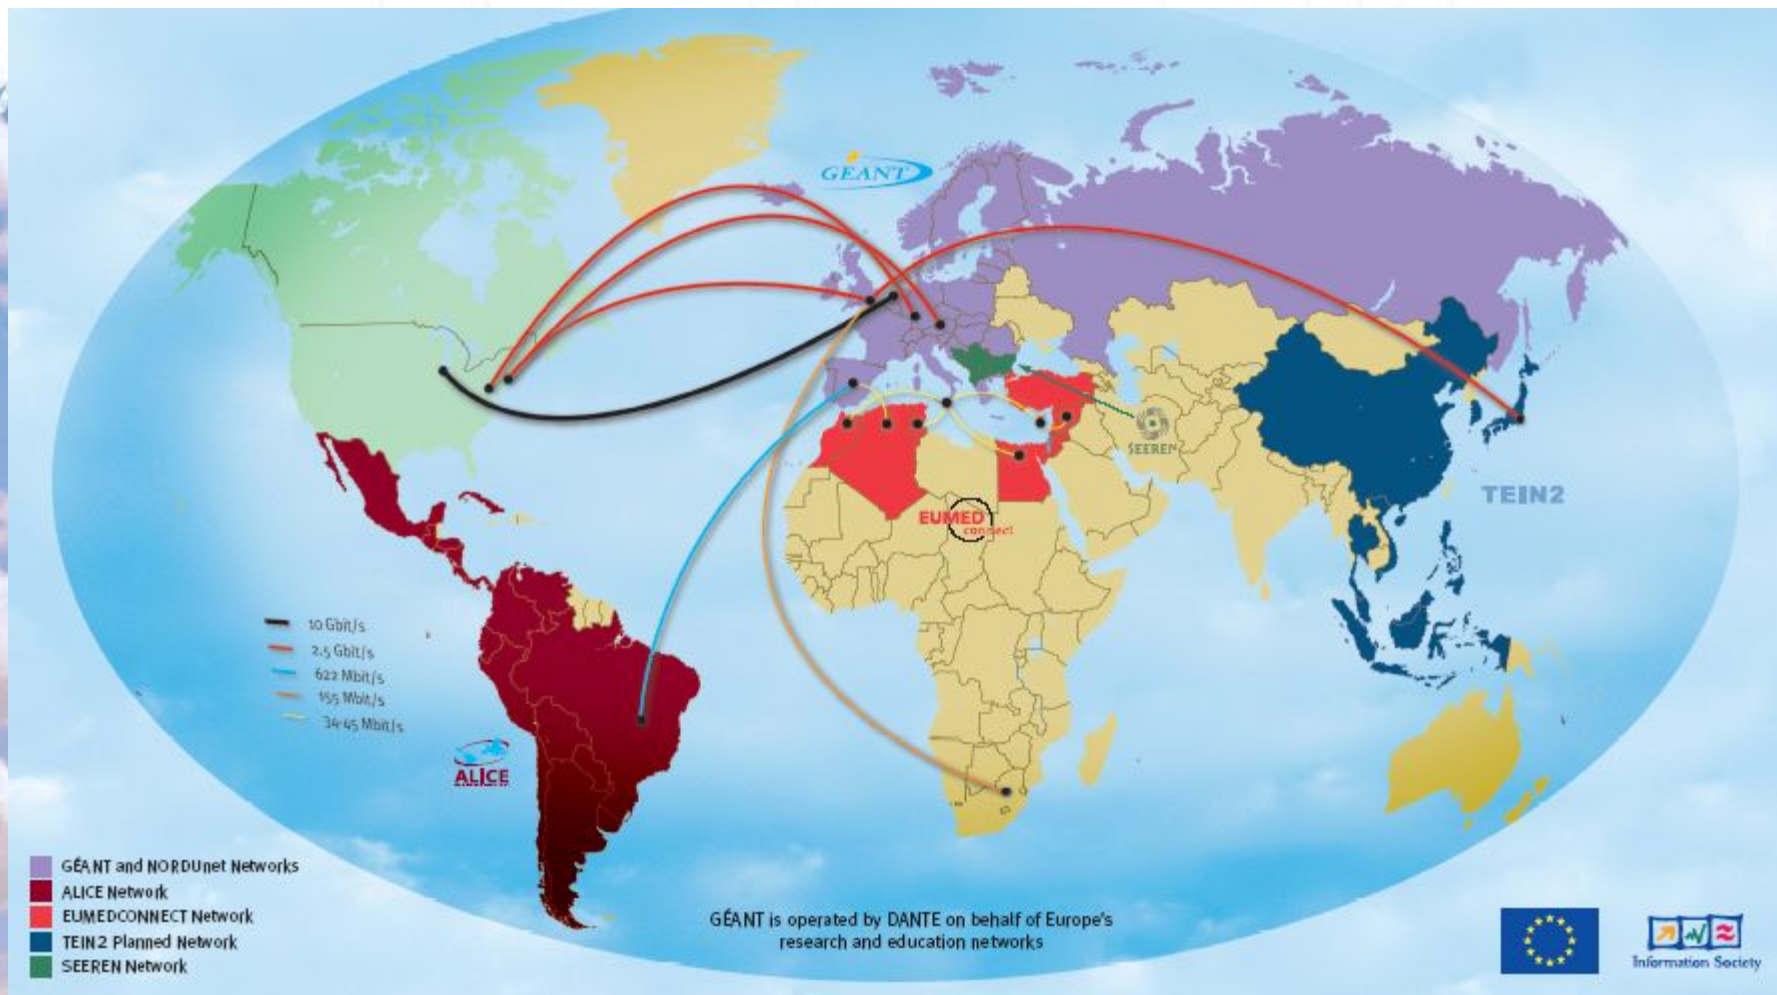 GÉANT
SEEREN
TEIN2
EUMED
connect
10 Gbit/s
2.5 Gbit/s
622 Mbit/s
155 Mbit/s
34-45 Mbit/s
ALICE
GÉANT and NORDUnet Networks
ALICE Network
EUMEDCONNECT Network
TEIN2 Planned Network
SEEREN Network
GÉANT is operated by DANTE on behalf of Europe's
research and education networks
Information Society